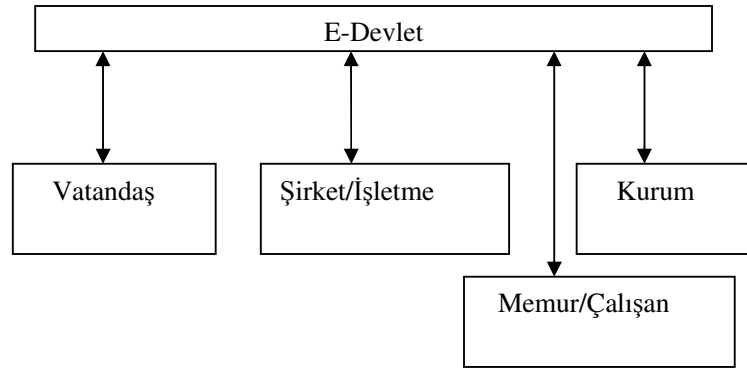 E-Devlet
Vatandaş
Şirket/İşletme
Kurum
Memur/Çalışan